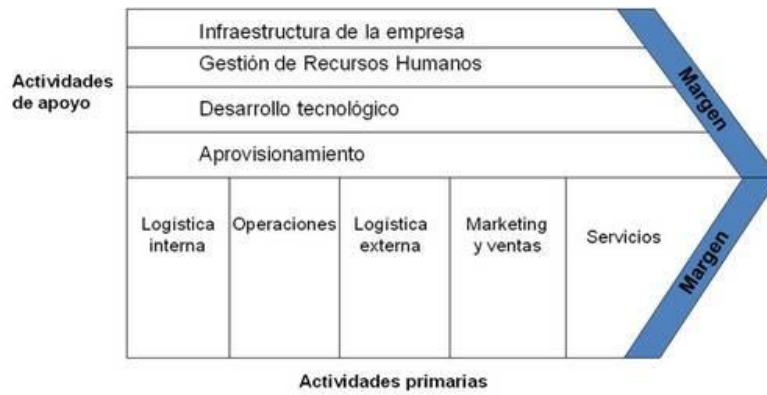 Infraestructura de la empresa
Gestión de Recursos Humanos
Actividades
de apoyo
Desarrollo tecnológico
Aprovisionamiento
Margen
Logística
interna
Operaciones
Logística
externa
Marketing
y ventas
Servicios
Margen
Actividades primarias